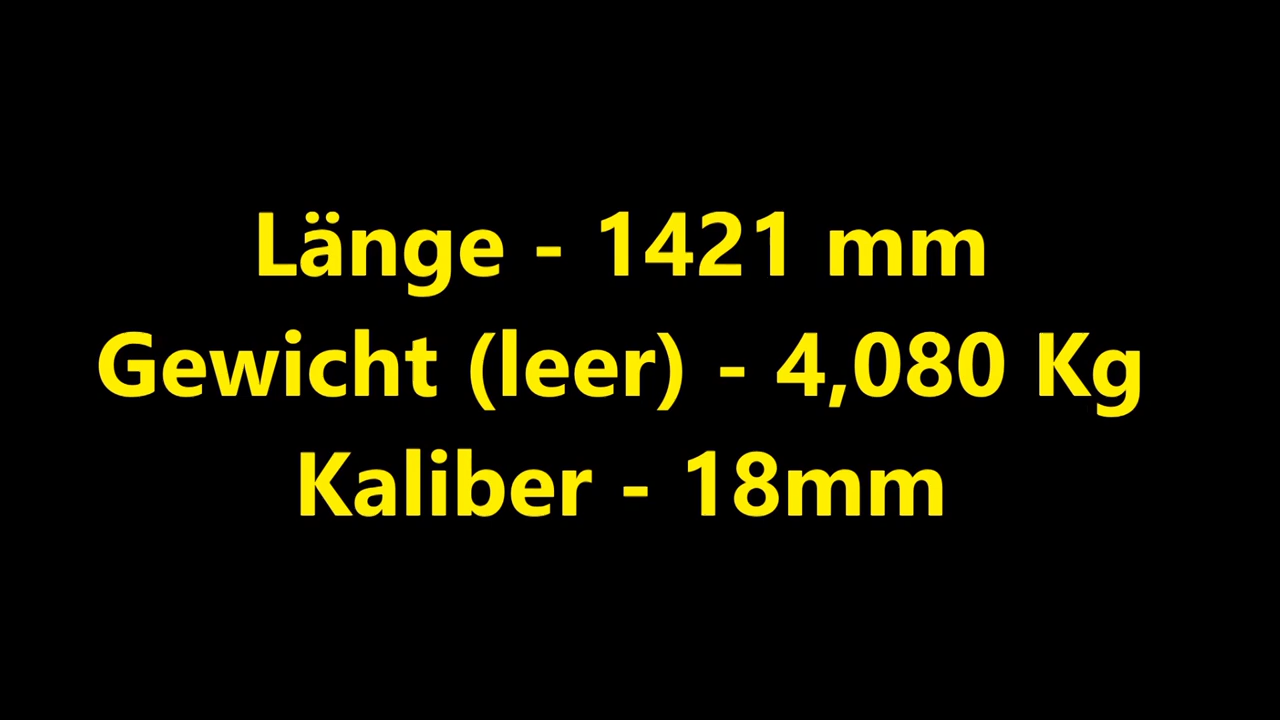 Länge - 1421 mm
Gewicht (leer) - 4,080 Kg
Kaliber - 18mm